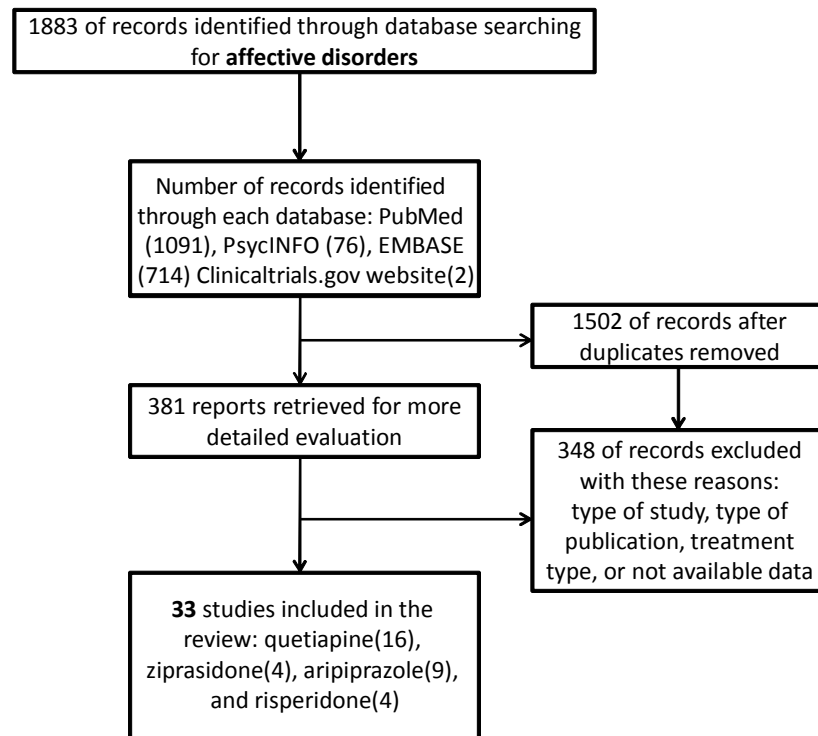 1883 of records identified through database searching
for affective disorders
Number of records identified
through each database: PubMed
(1091), PsycINFO (76), EMBASE
(714) Clinicaltrials.gov website(2)
1502 of records after
duplicates removed
381 reports retrieved for more
detailed evaluation
348 of records excluded
with these reasons:
type of study, type of
publication, treatment
type, or not available data
33 studies included in the
review: quetiapine(16),
ziprasidone(4), aripiprazole(9),
and risperidone(4)